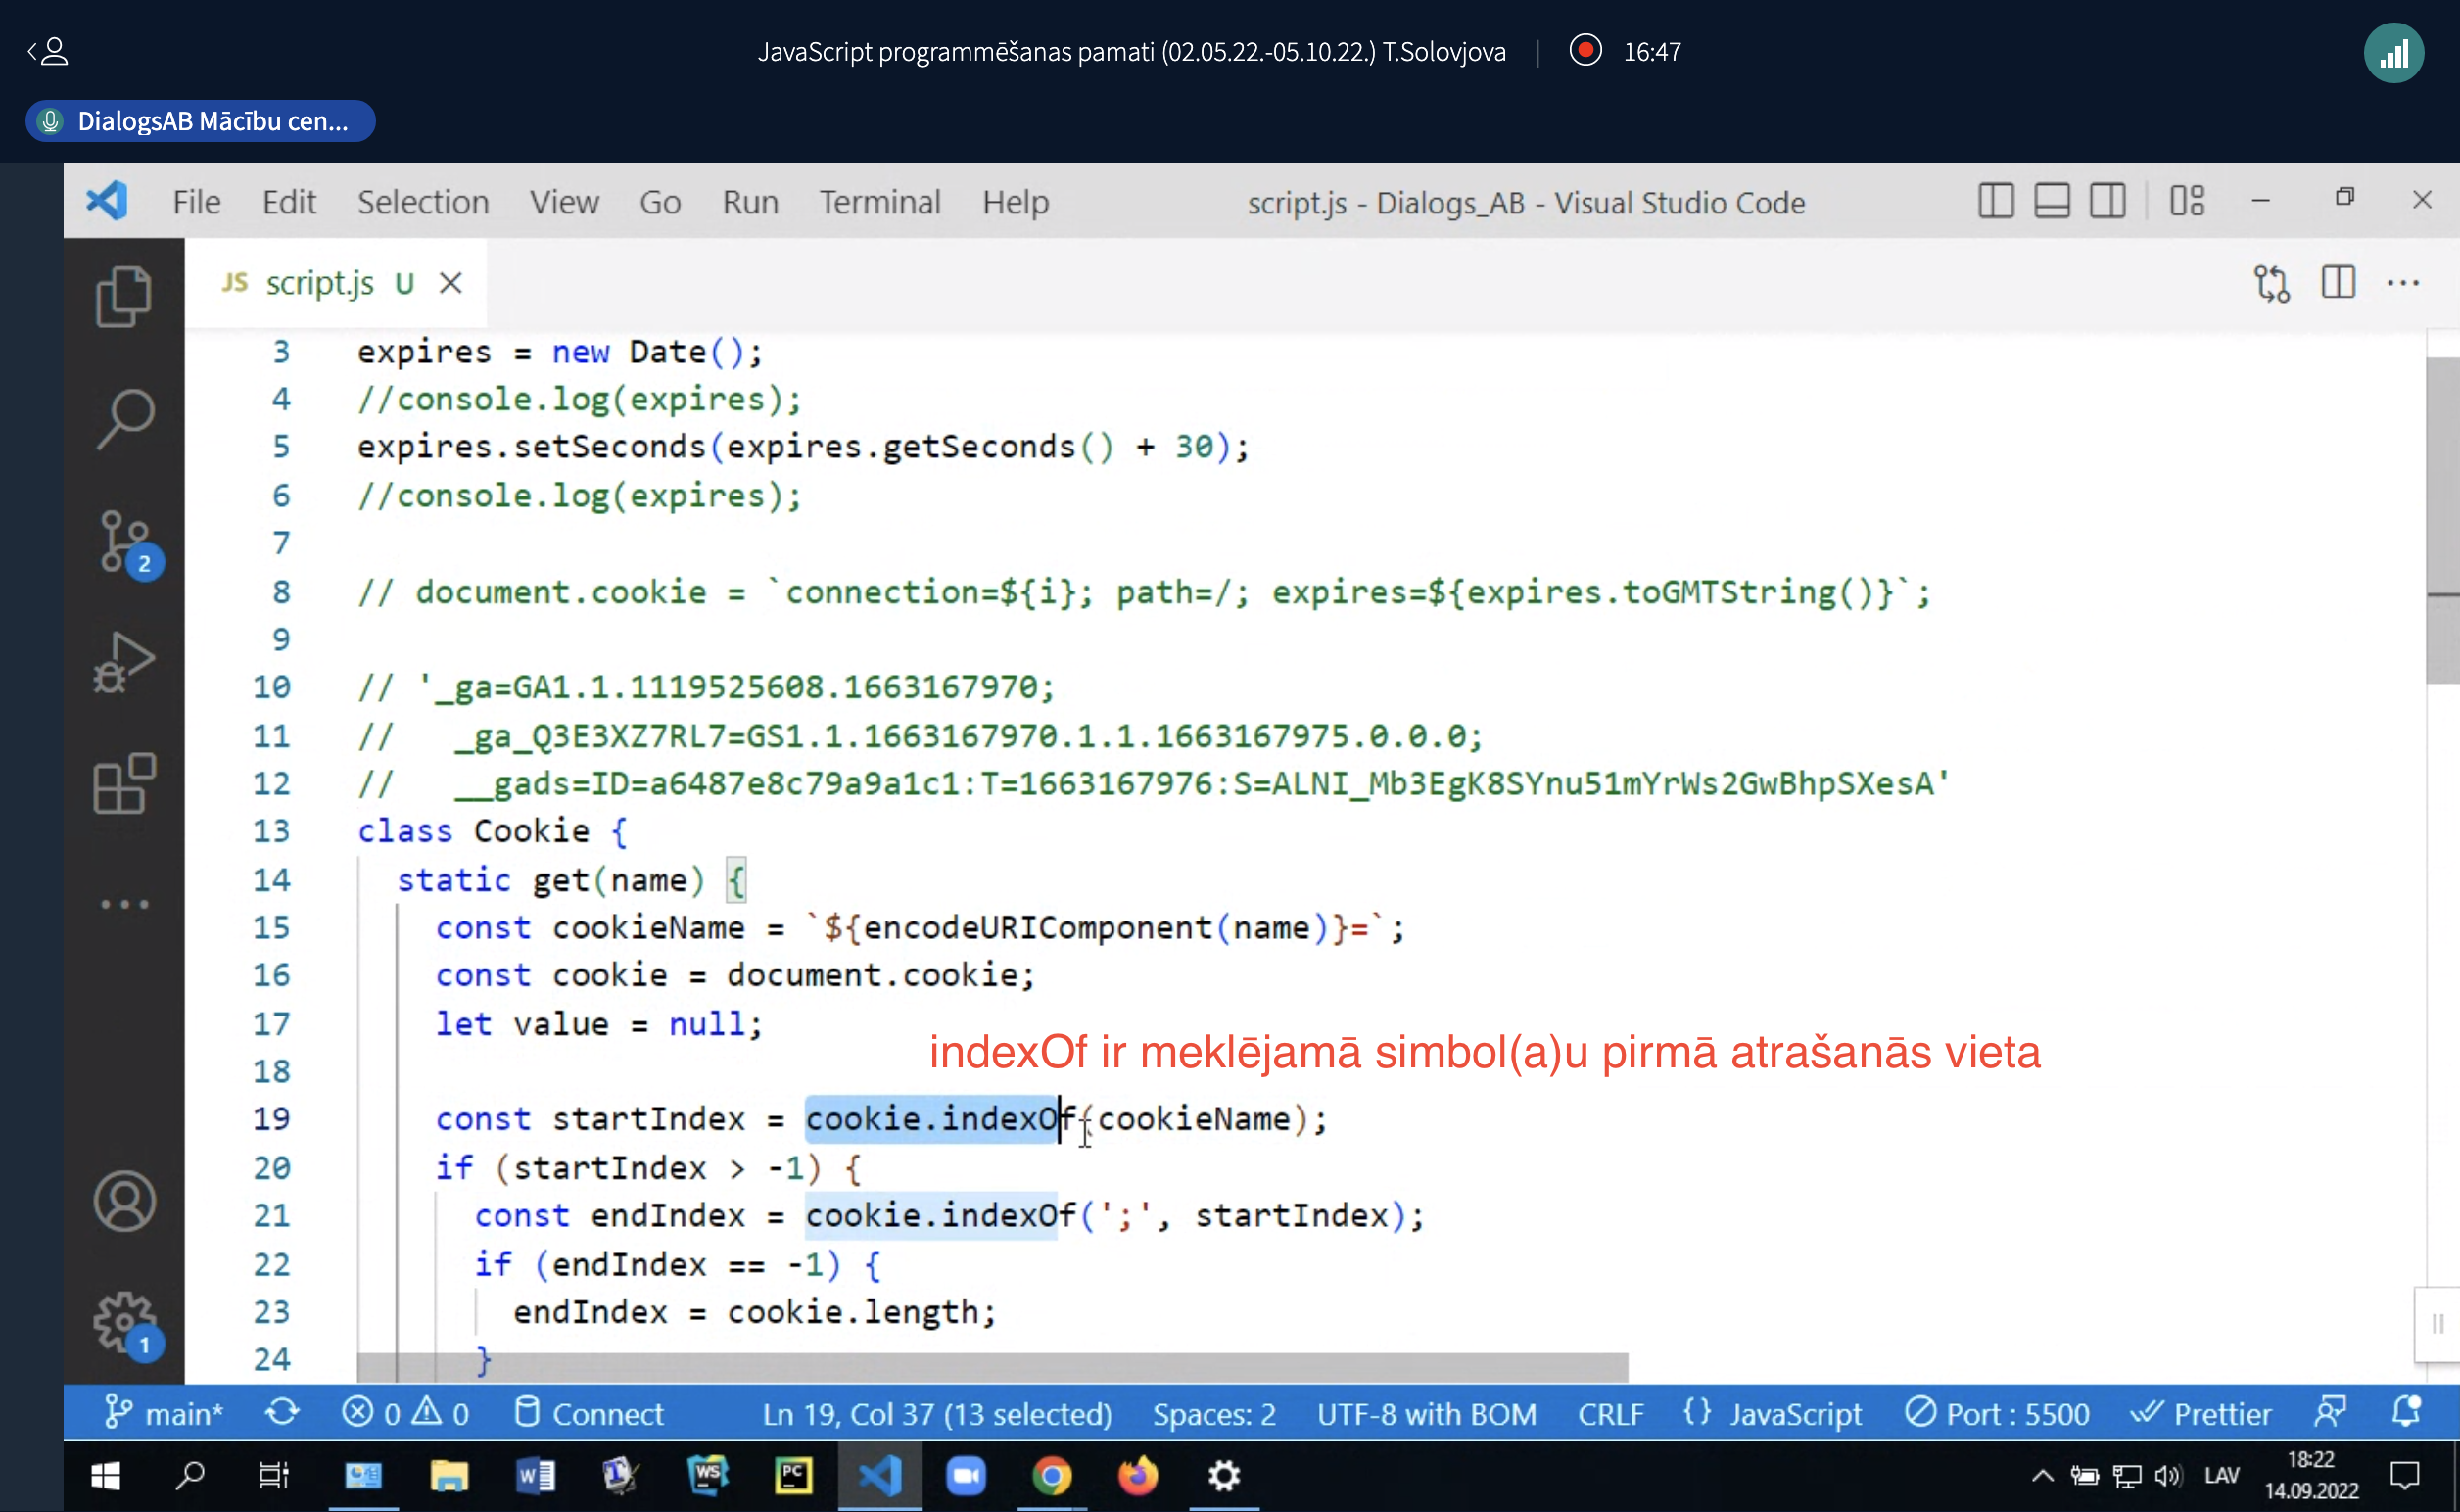 JavaScript programmēšanas pamati (02.05.22.-05.10.22.) T.Solovjova | 16:47
DialogsAB Mācību cen...
File Edit Selection View Go Run Terminal Help script.js - Dialogs_AB - Visual Studio Code
JS script.js U
3 expires = new Date();
4 //console.log(expires);
5 expires.setSeconds(expires.getSeconds() + 30);
6 //console.log(expires);
7
8 // document.cookie = `connection=${i}; path=/; expires=${expires.toGMTString()}`;
9
10 // '_ga=GA1.1.1119525608.1663167970;
11 //   _ga_Q3E3XZ7RL7=GS1.1.1663167970.1.1.1663167975.0.0.0;
12 //   __gads=ID=a6487e8c79a9a1c1:T=1663167976:S=ALNI_Mb3EgK8SYnu51mYrWs2GwBhpSXesA'
13 class Cookie {
14   static get(name) {
15     const cookieName = `${encodeURIComponent(name)}=`;
16     const cookie = document.cookie;
17     let value = null;
indexOf ir meklējamā simbol(a)u pirmā atrašanās vieta
18
19     const startIndex = cookie.indexOf(cookieName);
20     if (startIndex > -1) {
21       const endIndex = cookie.indexOf(';', startIndex);
22       if (endIndex == -1) {
23         endIndex = cookie.length;
24       }
2
1
main* 0 0 Connect Ln 19, Col 37 (13 selected) Spaces: 2 UTF-8 with BOM CRLF {} JavaScript Port : 5500 Prettier
W WS PC LAV 18:22
14.09.2022